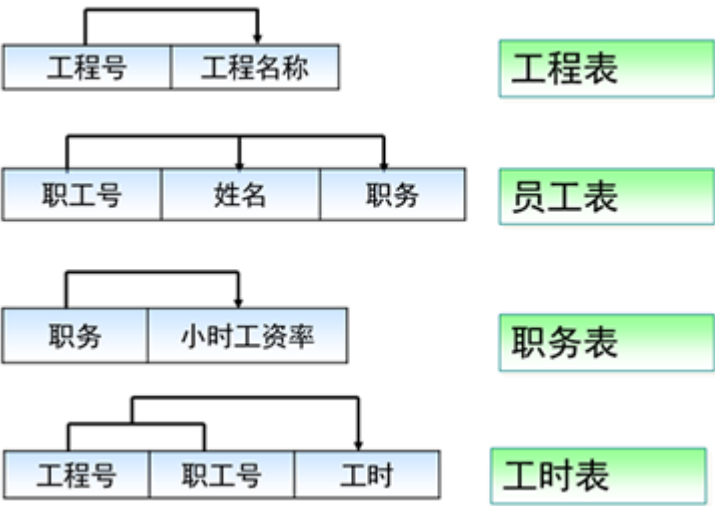 工程号 工程名称 工程表
职工号 姓名 职务 员工表
职务 小时工资率 职务表
工程号 职工号 工时 工时表